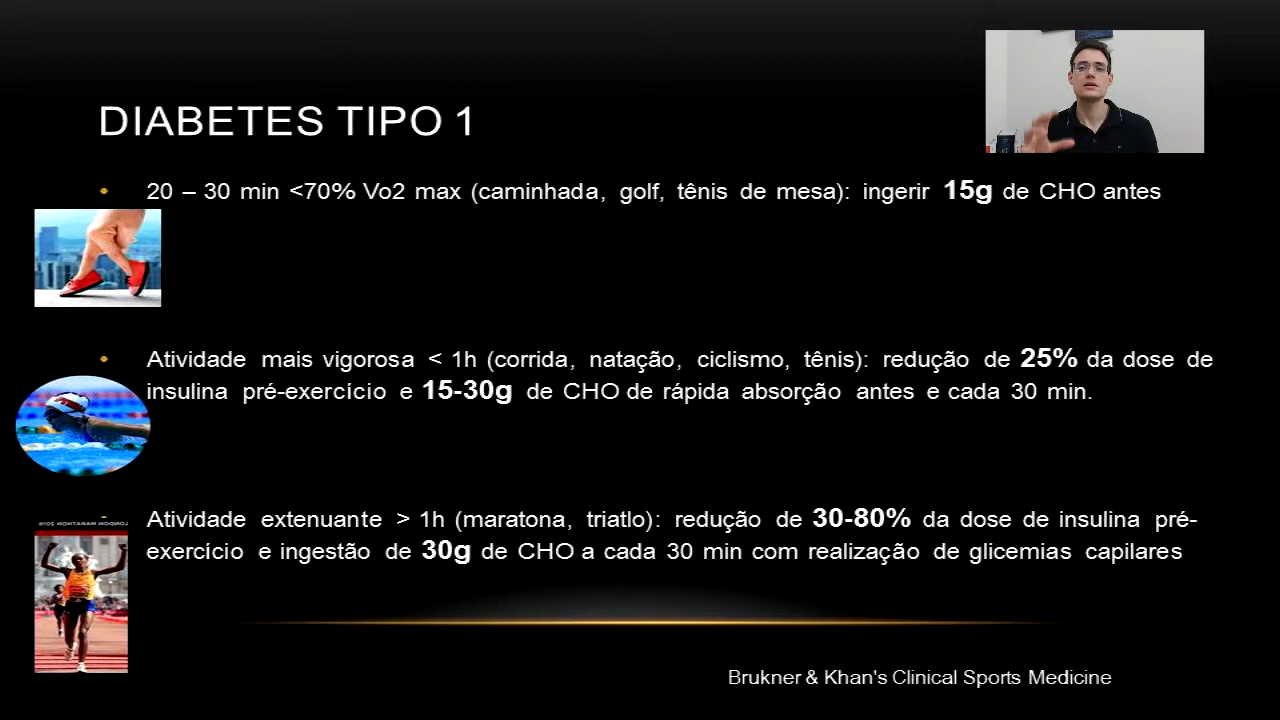 DIABETES TIPO 1
• 20 – 30 min <70% Vo2 max (caminhada, golf, tênis de mesa): ingerir 15g de CHO antes
• Atividade mais vigorosa < 1h (corrida, natação, ciclismo, tênis): redução de 25% da dose de
insulina pré-exercício e 15-30g de CHO de rápida absorção antes e cada 30 min.
Atividade extenuante > 1h (maratona, triatlo): redução de 30-80% da dose de insulina pré-
exercício e ingestão de 30g de CHO a cada 30 min com realização de glicemias capilares
Brukner & Khan's Clinical Sports Medicine